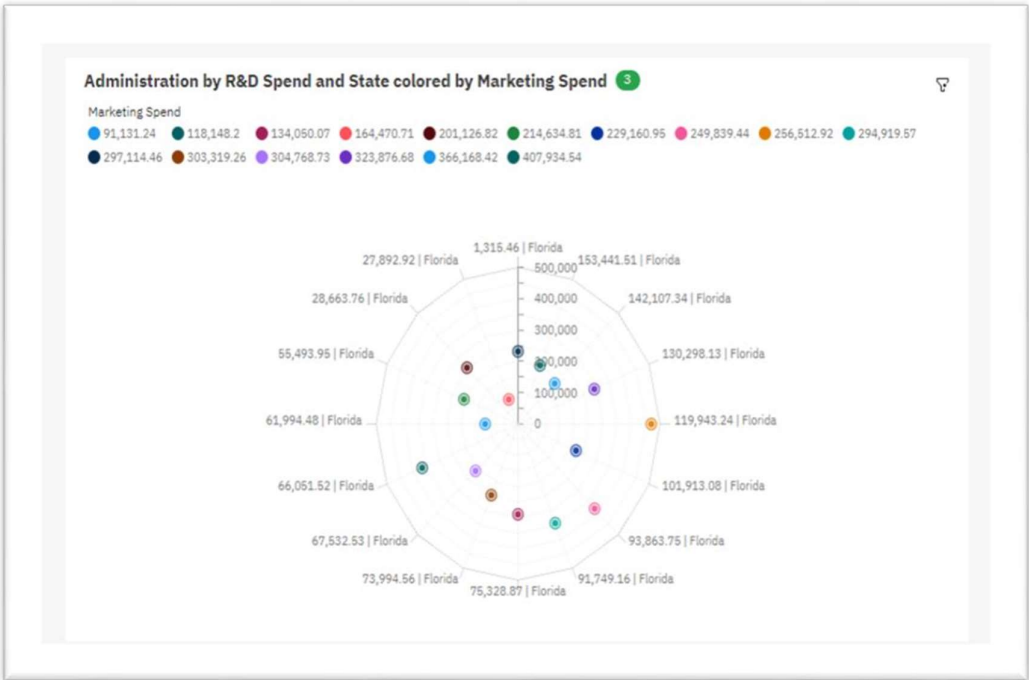 Administration by R&D Spend and State colored by Marketing Spend 3
Marketing Spend
91,131.24 118,148.2 134,050.07 164,470.71 201,126.82 214,634.81 229,160.95 249,839.44 256,512.92 294,919.57
297,114.46 303,319.26 304,768.73 323,876.68 366,168.42 407,934.54
1,315.46 | Florida
27,892.92 | Florida
153,441.51 | Florida
500,000
28,663.76 | Florida
400,000
142,107.34 | Florida
300,000
55,493.95 | Florida
200,000
130,298.13 | Florida
100,000
61,994.48 | Florida
0
119,943.24 | Florida
66,051.52 | Florida
101,913.08 | Florida
67,532.53 | Florida
93,863.75 | Florida
73,994.56 | Florida
91,749.16 | Florida
75,328.87 | Florida